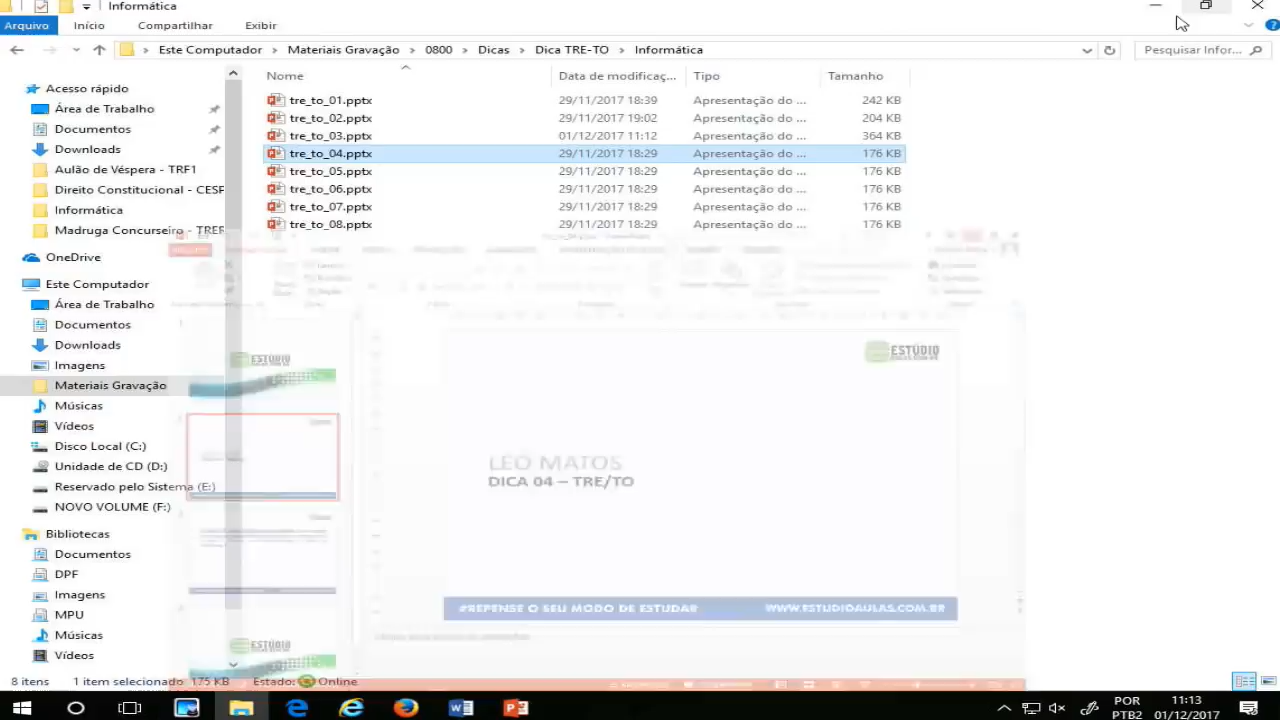 Informática
Arquivo Início Compartilhar Exibir
Este Computador Materiais Gravação 0800 Dicas Dica TRE-TO Informática
Pesquisar Infor...
Nome Data de modificaç... Tipo Tamanho
tre_to_01.pptx 29/11/2017 18:39 Apresentação do ... 242 KB
tre_to_02.pptx 29/11/2017 19:02 Apresentação do ... 204 KB
tre_to_03.pptx 01/12/2017 11:12 Apresentação do ... 364 KB
tre_to_04.pptx 29/11/2017 18:29 Apresentação do ... 176 KB
tre_to_05.pptx 29/11/2017 18:29 Apresentação do ... 176 KB
tre_to_06.pptx 29/11/2017 18:29 Apresentação do ... 176 KB
tre_to_07.pptx 29/11/2017 18:29 Apresentação do ... 176 KB
tre_to_08.pptx 29/11/2017 18:29 Apresentação do ... 176 KB
Acesso rápido
Área de Trabalho
Documentos
Downloads
Aulão de Véspera - TRF1
Direito Constitucional - CESP
Informática
Madruga Concurseiro - TRER
OneDrive
Este Computador
Área de Trabalho
Documentos
Downloads
Imagens
Materiais Gravação
Músicas
Vídeos
Disco Local (C:)
Unidade de CD (D:)
Reservado pelo Sistema (E:)
NOVO VOLUME (F:)
Bibliotecas
Documentos
DPF
Imagens
MPU
Músicas
Vídeos
ESTÚDIO
ESTÚDIO
ESTÚDIO
LEO MATOS
DICA 04 – TRE/TO
#REPENSE O SEU MODO DE ESTUDAR WWW.ESTUDIOAULAS.COM.BR
8 itens 1 item selecionado 175 KB Estado: Online
POR
PTB2
11:13
01/12/2017